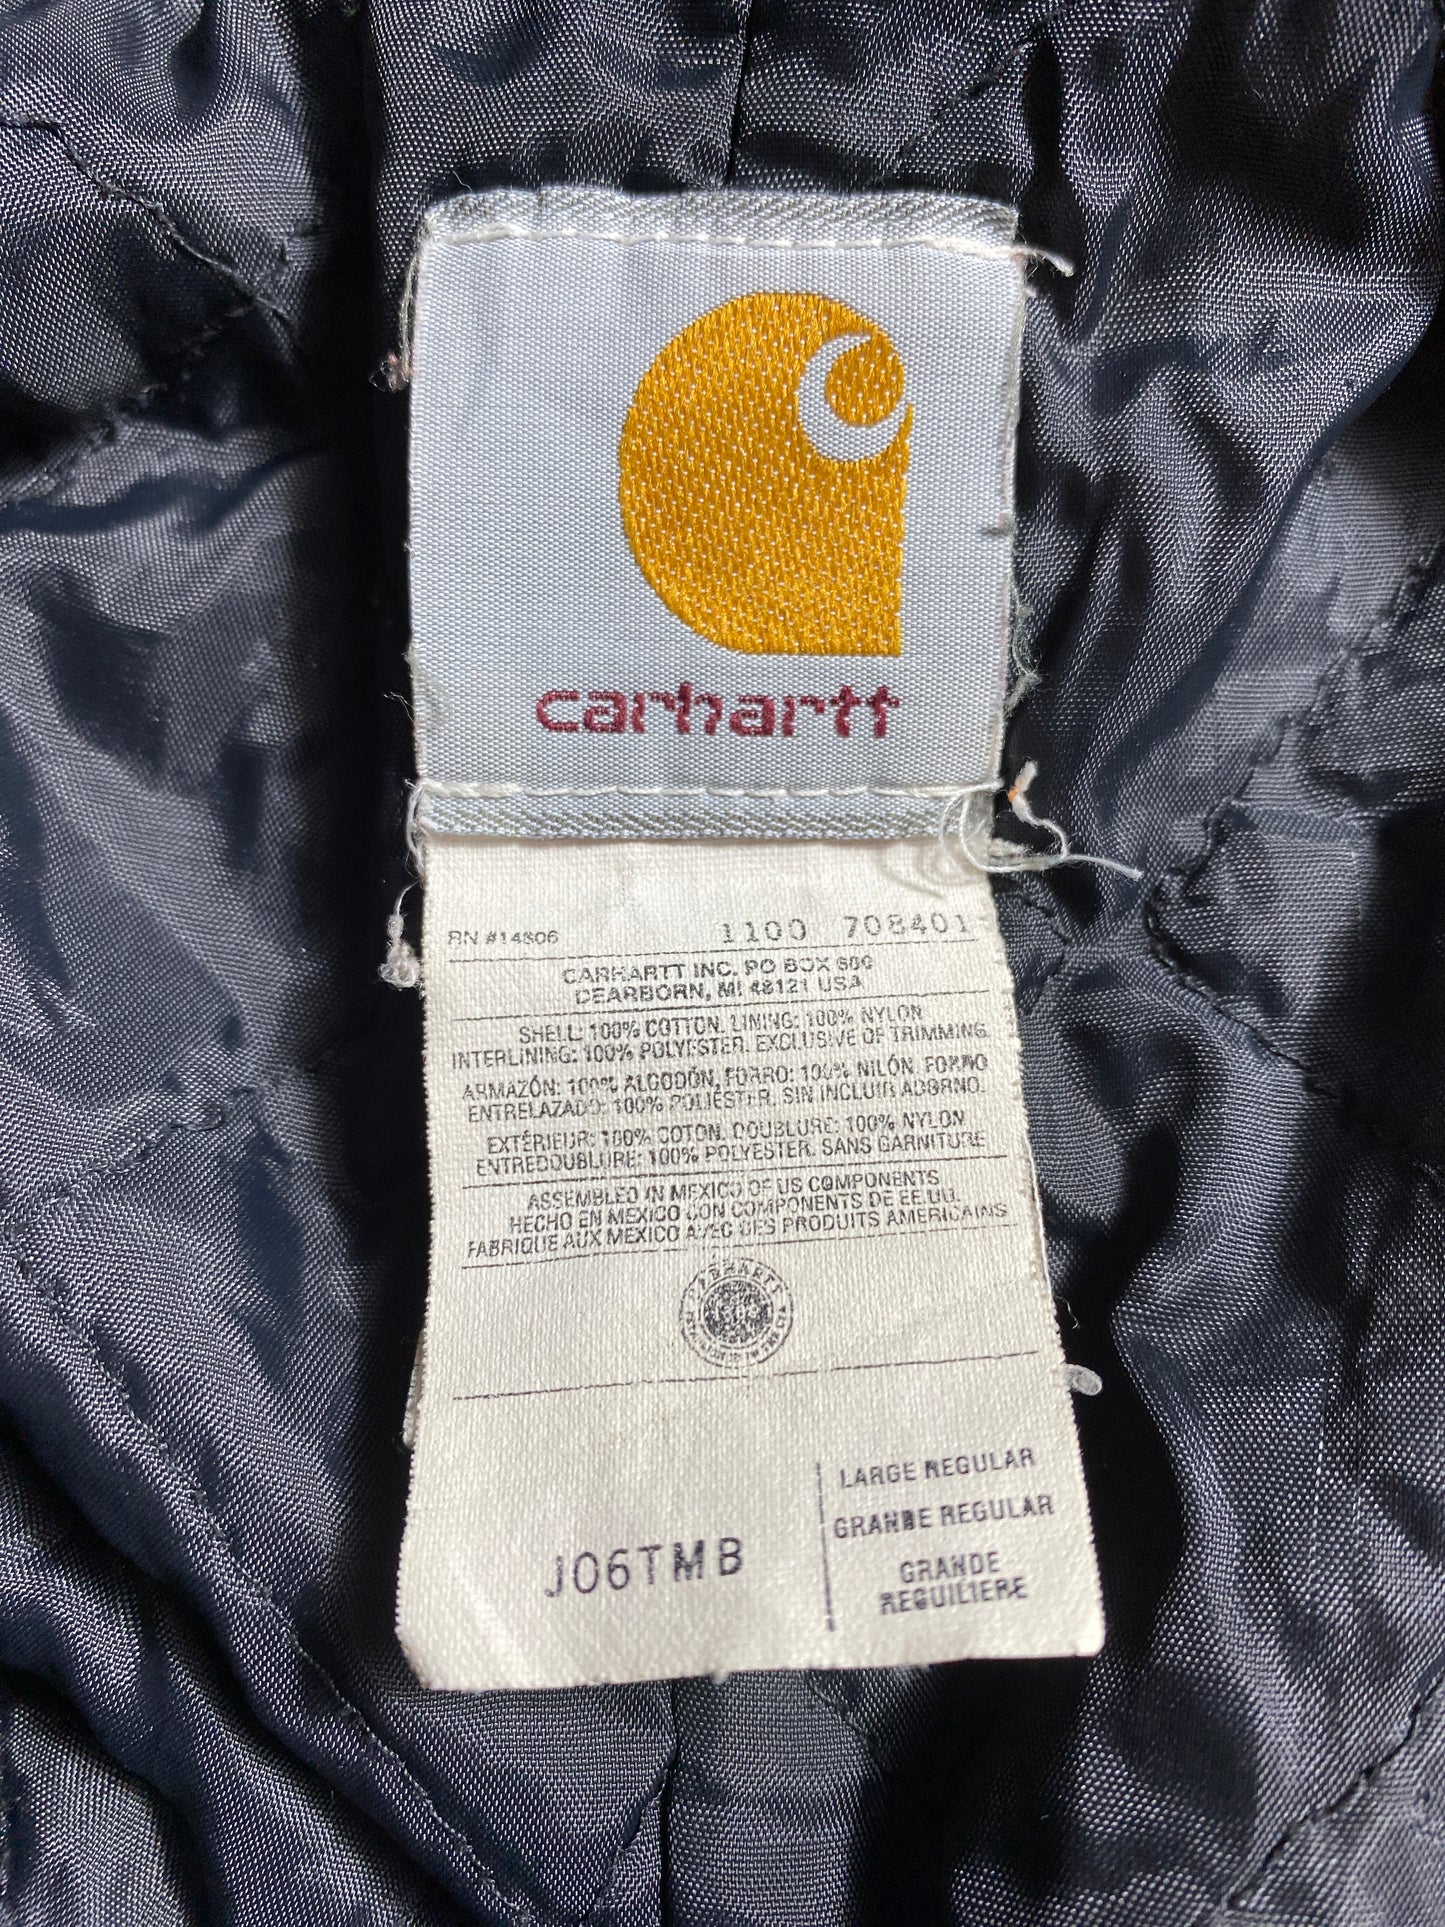 carhartt
RN #14806 1100 708401
CARHARTT INC. PO BOX 600
DEARBORN, MI 48121 USA
SHELL: 100% COTTON. LINING: 100% NYLON
INTERLINING: 100% POLYESTER. EXCLUSIVE OF TRIMMING
ARMAZÓN: 100% ALGODÓN, FORRO: 100% NILÓN. FORRO
ENTRELAZADO: 100% POLIÉSTER. SIN INCLUIR ADORNO.
EXTÉRIEUR: 100% COTON. DOUBLURE: 100% NYLON
ENTREDOUBLURE: 100% POLYESTER. SANS GARNITURE
ASSEMBLED IN MEXICO OF US COMPONENTS
HECHO EN MEXICO CON COMPONENTS DE EE.UU.
FABRIQUE AUX MEXICO AVEC DES PRODUITS AMERICAINS
CARHARTT
LARGE REGULAR
GRANDE REGULAR
J06TMB
GRANDE
REGUILIERE